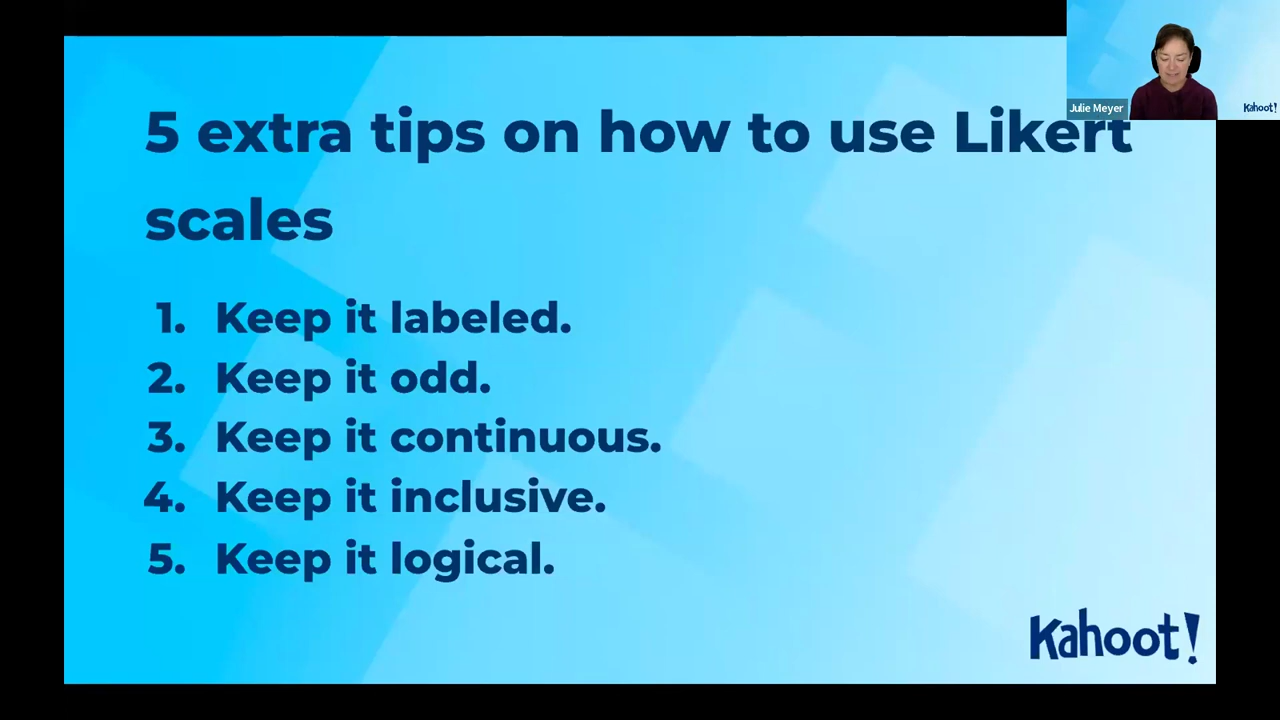 5 extra tips on how to use Likert
scales
1. Keep it labeled.
2. Keep it odd.
3. Keep it continuous.
4. Keep it inclusive.
5. Keep it logical.
Kahoot!
Julie Meyer
Kahoot!